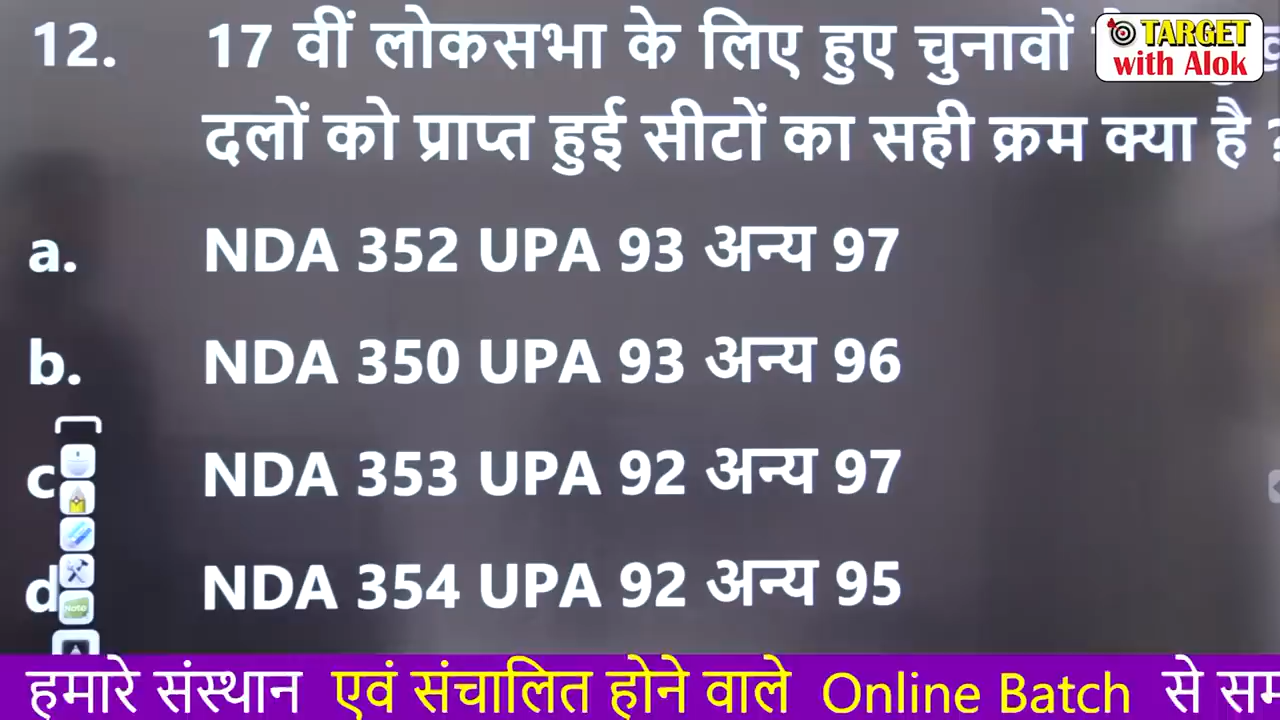 12. 17 वीं लोकसभा के लिए हुए चुनावों
TARGET
with Alok
दलों को प्राप्त हुई सीटों का सही क्रम क्या है ?
a. NDA 352 UPA 93 अन्य 97
b. NDA 350 UPA 93 अन्य 96
c NDA 353 UPA 92 अन्य 97
d NDA 354 UPA 92 अन्य 95
Note
हमारे संस्थान एवं संचालित होने वाले Online Batch से